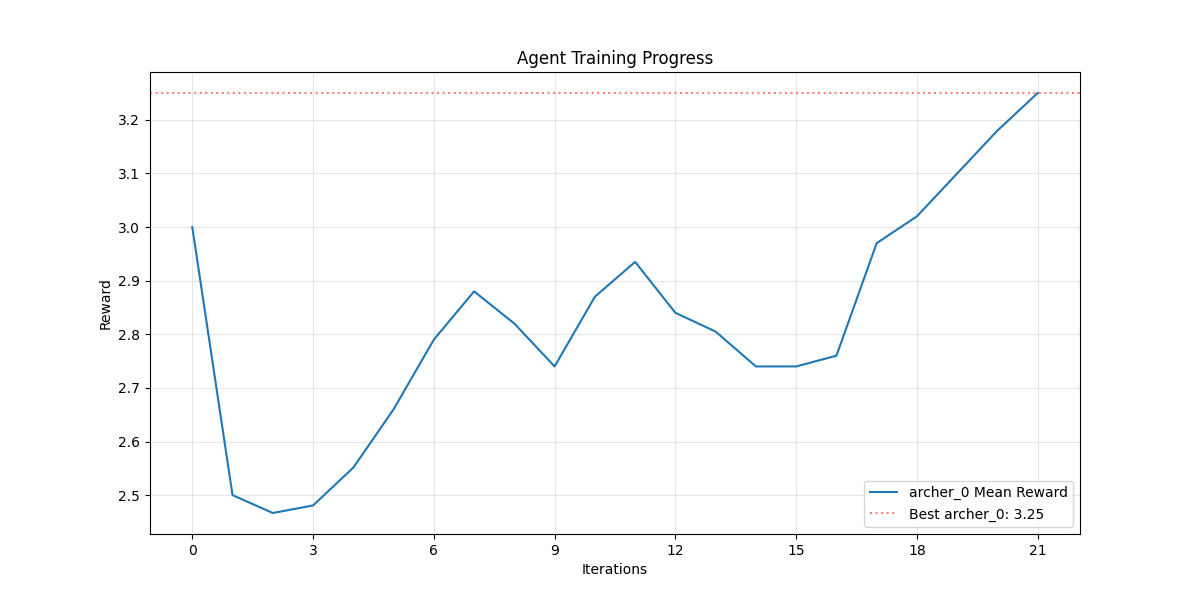 Agent Training Progress
3.2
3.1
3.0
2.9
2.8
2.7
2.6
2.5
Reward
0 3 6 9 12 15 18 21
Iterations
archer_0 Mean Reward
Best archer_0: 3.25